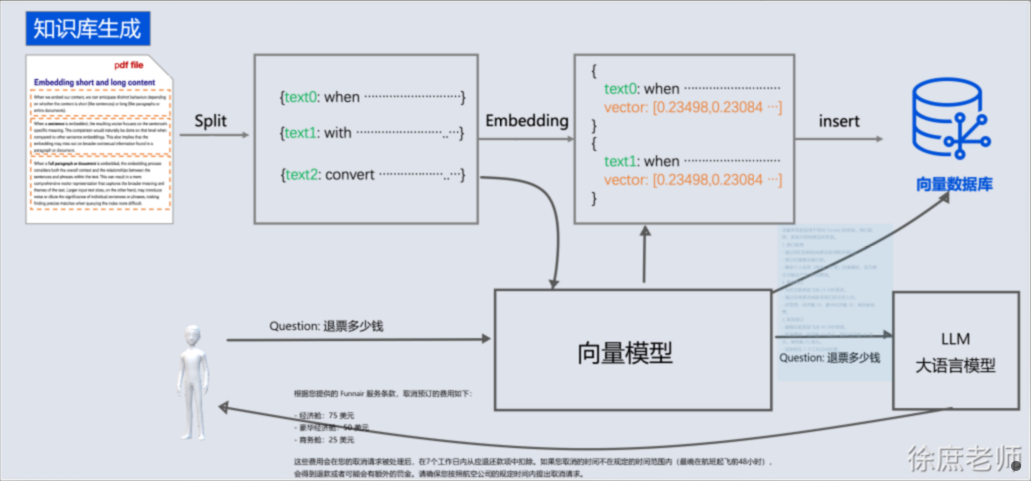 知识库生成
pdf file
Embedding short and long content
When we embed our content, we can anticipate distinct behaviors depending
on whether the content is short (like sentences) or long (like paragraphs or
entire documents).
When a sentence is embedded, the resulting vector focuses on the sentence's
specific meaning. The comparison would naturally be done on that level when
compared to other sentence embeddings. This also implies that the
embedding may miss out on broader contextual information found in a
paragraph or document.
When a full paragraph or document is embedded, the embedding process
considers both the overall context and the relationships between the
sentences and phrases within the text. This can result in a more
comprehensive vector representation that captures the broader meaning and
themes of the text. Larger input text sizes, on the other hand, may introduce
noise or dilute the significance of individual sentences or phrases, making
finding precise matches when querying the index more difficult.
Split
{text0: when ····························}
{text1: with ·························..···}
{text2: convert ·······················..···}
Embedding
{
text0: when ····························
vector: [0.23498,0.23084 ···]
}
{
text1: when ····························
vector: [0.23498,0.23084 ···]
}
insert
向量数据库
Question: 退票多少钱
向量模型
Question: 退票多少钱
LLM
大语言模型
根据您提供的 Funnair 服务条款，取消预订的费用如下：
- 经济舱：75 美元
- 豪华经济舱：50 美元
- 商务舱：25 美元
这些费用会在您的取消请求被处理后，在7个工作日内从应退还款项中扣除。如果您取消的时间不在规定的时间范围内（最晚在航班起飞前48小时），
会得到退款或者可能会有额外的罚金。请确保您按照航空公司的规定时间内提出取消请求。
徐庶老师